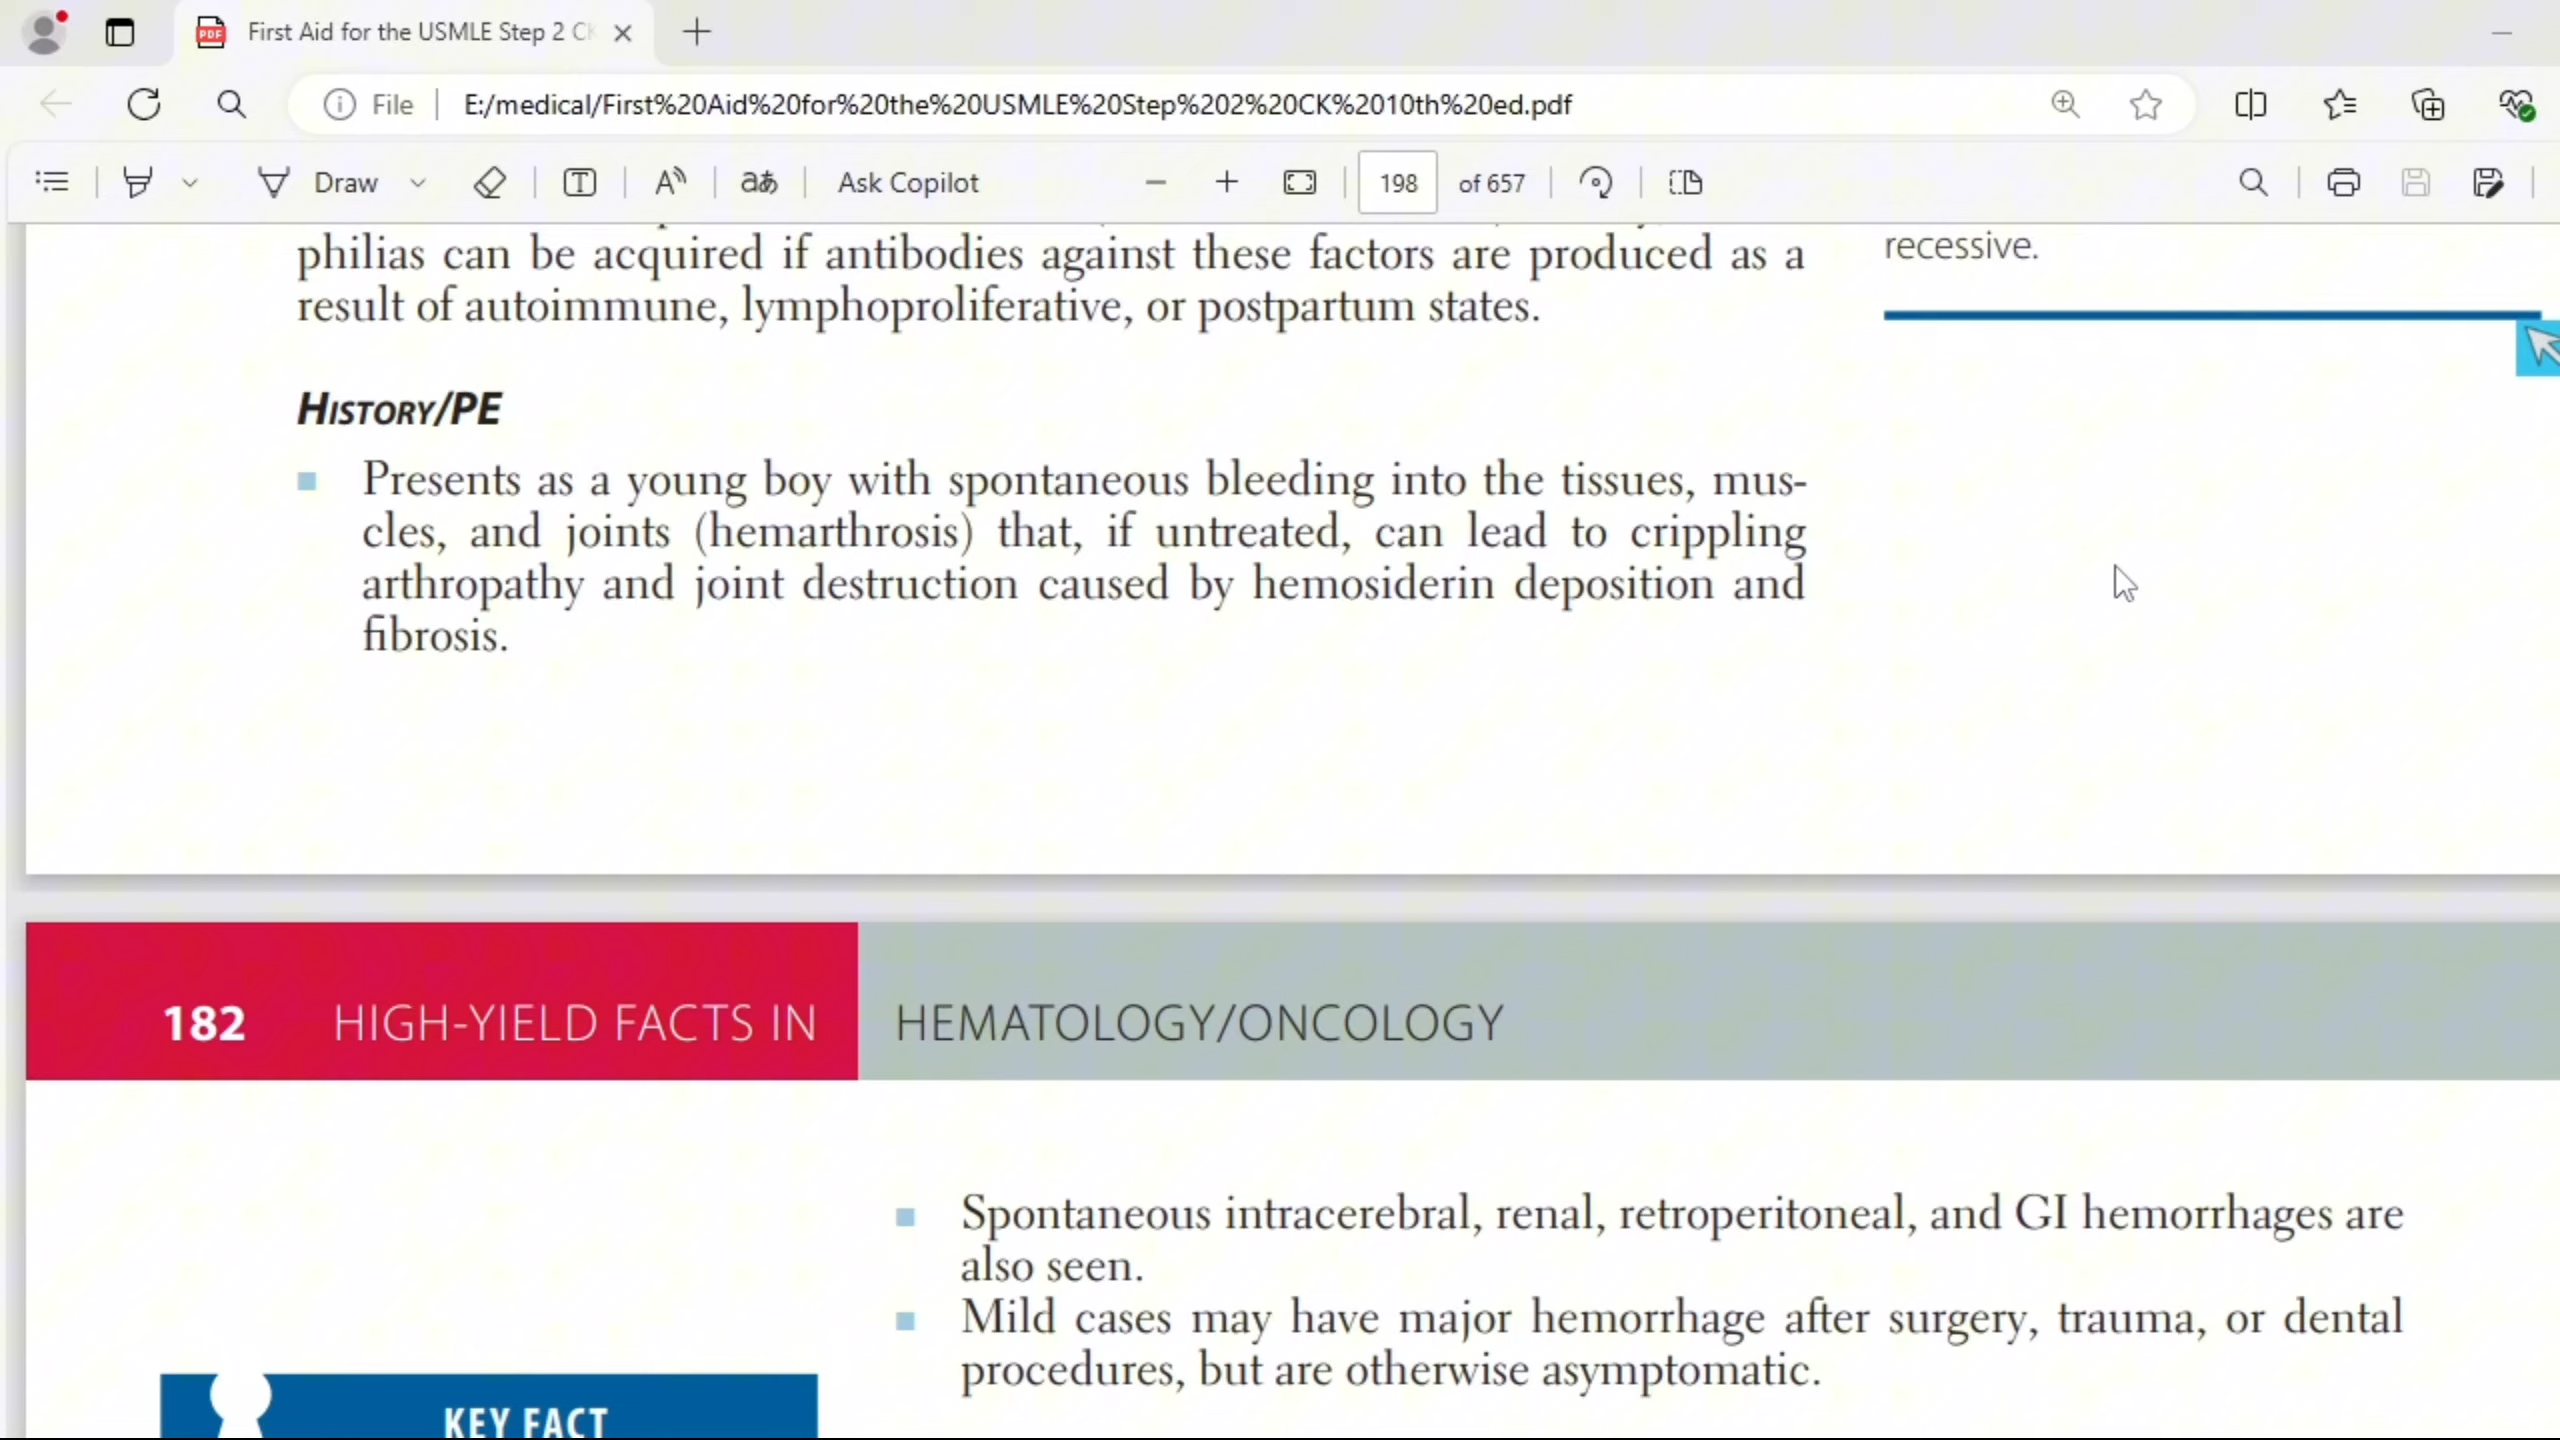 First Aid for the USMLE Step 2 CK
File
E:/medical/First%20Aid%20for%20the%20USMLE%20Step%202%20CK%2010th%20ed.pdf
Draw
Ask Copilot
198
of 657
philias can be acquired if antibodies against these factors are produced as a
result of autoimmune, lymphoproliferative, or postpartum states.
recessive.
HISTORY/PE
Presents as a young boy with spontaneous bleeding into the tissues, mus-
cles, and joints (hemarthrosis) that, if untreated, can lead to crippling
arthropathy and joint destruction caused by hemosiderin deposition and
fibrosis.
182 HIGH-YIELD FACTS IN HEMATOLOGY/ONCOLOGY
Spontaneous intracerebral, renal, retroperitoneal, and GI hemorrhages are
also seen.
Mild cases may have major hemorrhage after surgery, trauma, or dental
procedures, but are otherwise asymptomatic.
KEY FACT